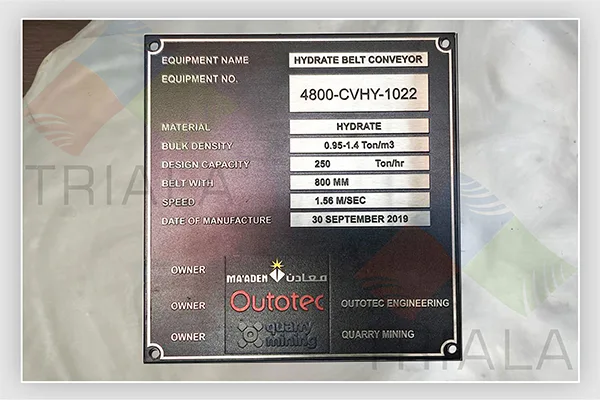 EQUIPMENT NAME HYDRATE BELT CONVEYOR
EQUIPMENT NO. 4800-CVHY-1022
MATERIAL HYDRATE
BULK DENSITY 0.95-1.4 Ton/m3
DESIGN CAPACITY 250 Ton/hr
BELT WITH 800 MM
SPEED 1.56 M/SEC
DATE OF MANUFACTURE 30 SEPTEMBER 2019
OWNER MA'ADEN معادن
OWNER Outotec OUTOTEC ENGINEERING
OWNER quarry mining QUARRY MINING
TRIALA
TRIALA